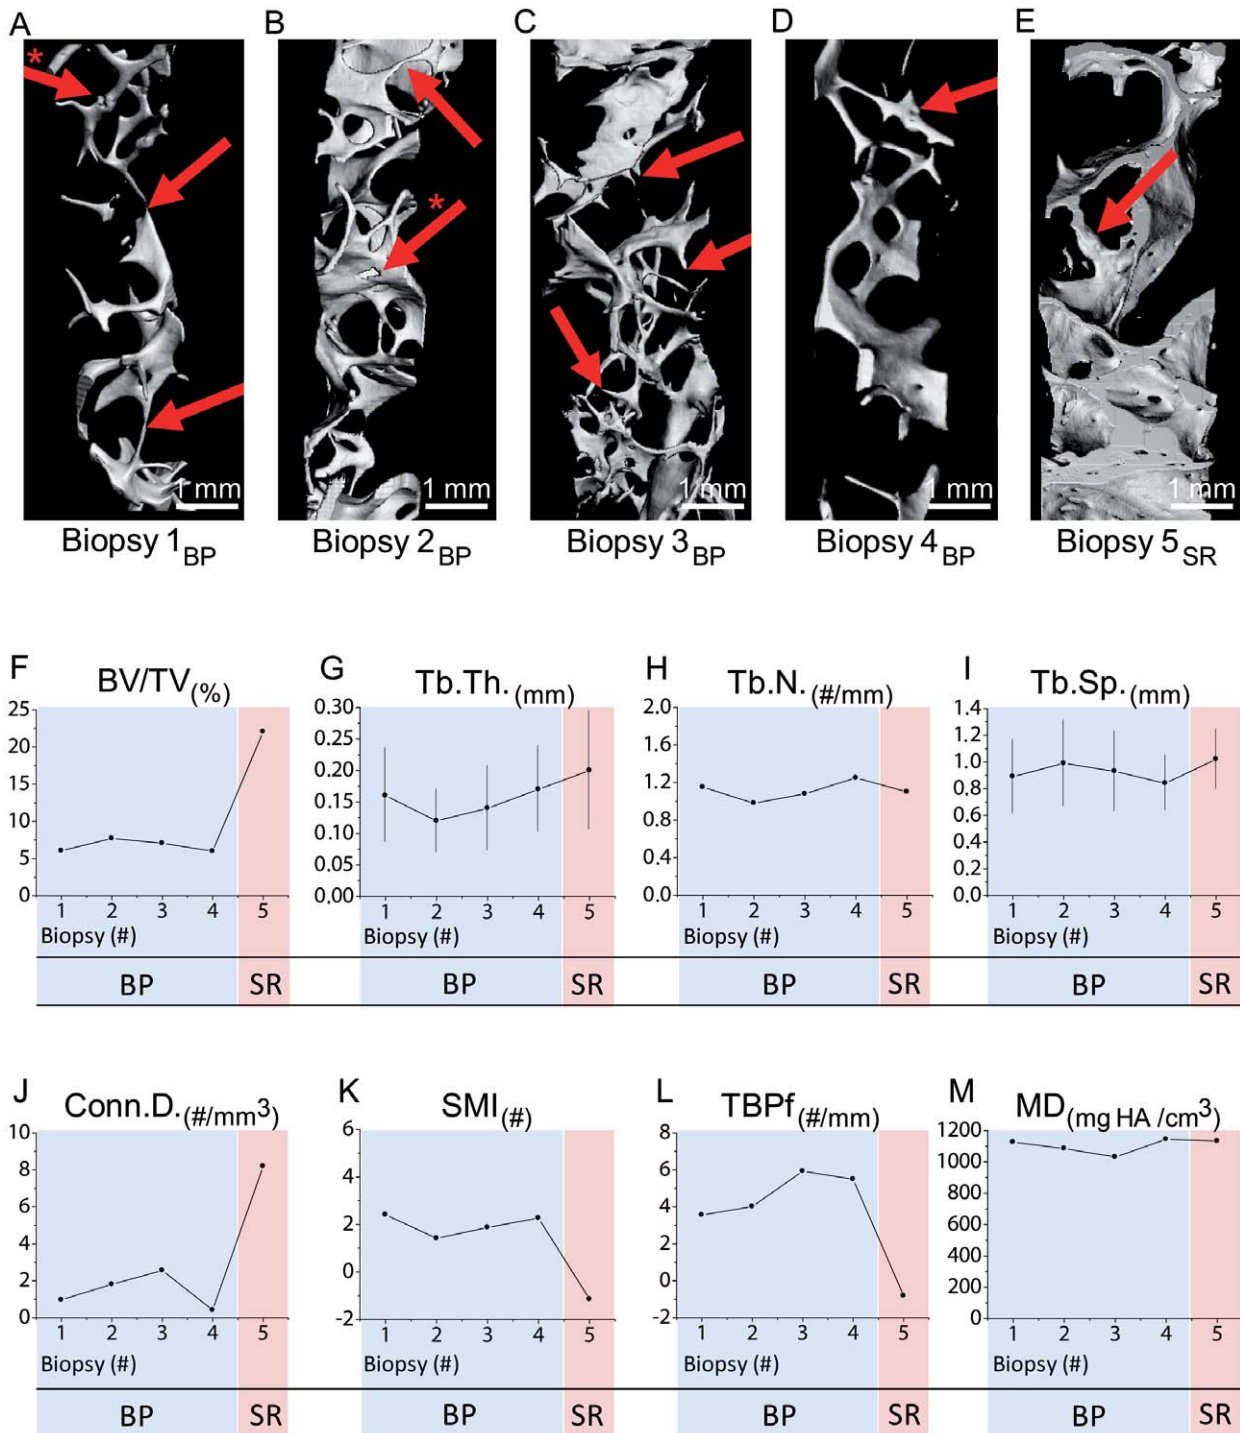 A B C D E
* *
1 mm 1 mm 1 mm 1 mm 1 mm
Biopsy 1BP Biopsy 2BP Biopsy 3BP Biopsy 4BP Biopsy 5SR
F G H I
BV/TV(%) Tb.Th.(mm) Tb.N.(#/mm) Tb.Sp.(mm)
25 0.30 2.0 1.4
20 0.25 1.6 1.2
15 0.20 1.2 1.0
10 0.15 0.8 0.8
5 0.10 0.4 0.6
0 0.05 0.0 0.4
0.00 0.2
0.0
1 2 3 4 5 1 2 3 4 5 1 2 3 4 5 1 2 3 4 5
Biopsy (#) Biopsy (#) Biopsy (#) Biopsy (#)
BP SR BP SR BP SR BP SR
J K L M
Conn.D.(#/mm³) SMI(#) TBPf(#/mm) MD(mg HA /cm³)
10 6 8 1200
8 4 6 1000
6 2 4 800
4 0 2 600
2 -2 0 400
0 -2 200
0
1 2 3 4 5 1 2 3 4 5 1 2 3 4 5 1 2 3 4 5
Biopsy (#) Biopsy (#) Biopsy (#) Biopsy (#)
BP SR BP SR BP SR BP SR